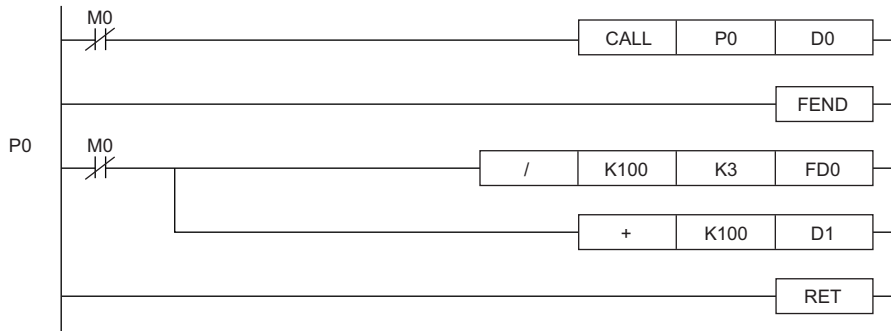 M0
CALL P0 D0
FEND
P0 M0
/ K100 K3 FD0
+ K100 D1
RET